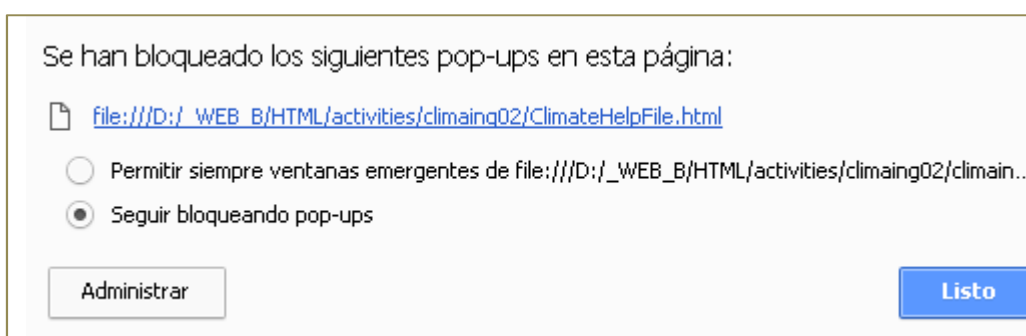 Se han bloqueado los siguientes pop-ups en esta página:
file:///D:/_WEB_B/HTML/activities/climaing02/ClimateHelpFile.html
Permitir siempre ventanas emergentes de file:///D:/_WEB_B/HTML/activities/climaing02/climain...
Seguir bloqueando pop-ups
Administrar
Listo